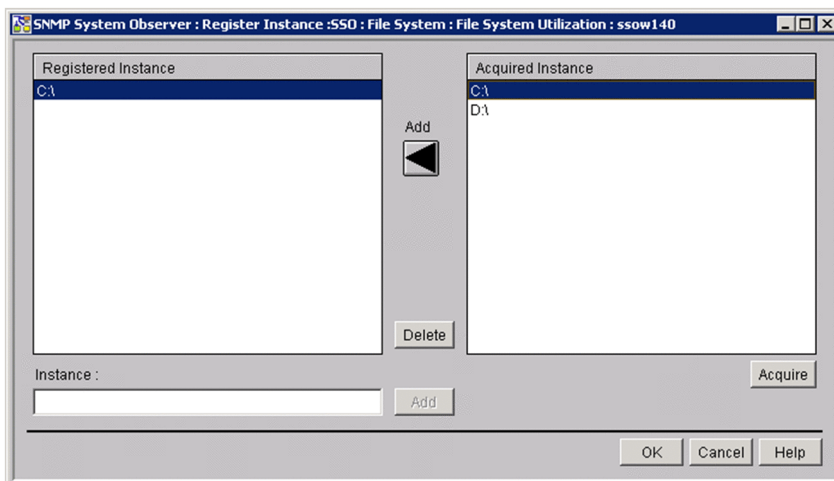 SNMP System Observer : Register Instance :SSO : File System : File System Utilization : ssow140
Registered Instance
C:\
Add
Acquired Instance
C:\
D:\
Delete
Acquire
Instance :
Add
OK
Cancel
Help